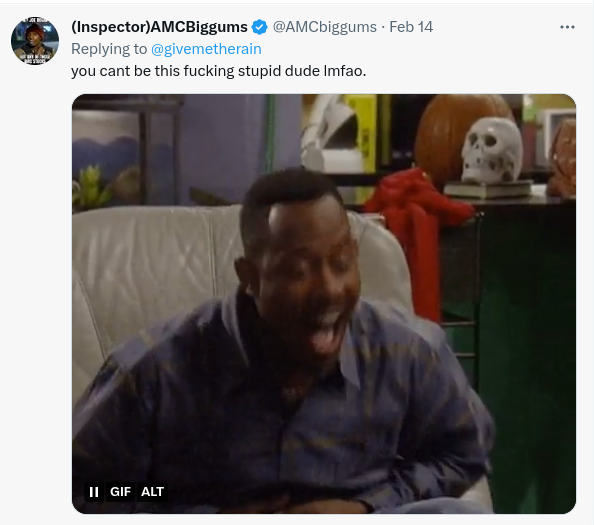 (Inspector)AMCBiggums @AMCbiggums · Feb 14
Replying to @givemetherain
you cant be this fucking stupid dude lmfao.
GIF ALT